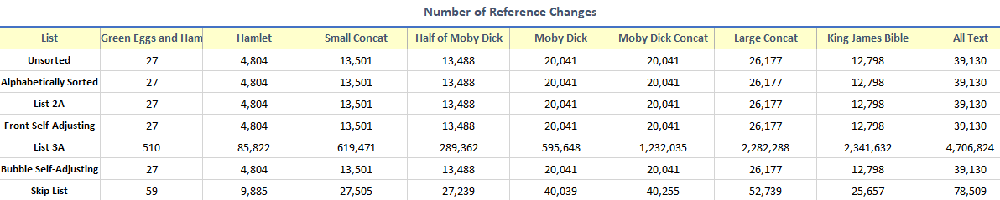 Number of Reference Changes
List Green Eggs and Ham Hamlet Small Concat Half of Moby Dick Moby Dick Moby Dick Concat Large Concat King James Bible All Text
Unsorted 27 4,804 13,501 13,488 20,041 20,041 26,177 12,798 39,130
Alphabetically Sorted 27 4,804 13,501 13,488 20,041 20,041 26,177 12,798 39,130
List 2A 27 4,804 13,501 13,488 20,041 20,041 26,177 12,798 39,130
Front Self-Adjusting 27 4,804 13,501 13,488 20,041 20,041 26,177 12,798 39,130
List 3A 510 85,822 619,471 289,362 595,648 1,232,035 2,282,288 2,341,632 4,706,824
Bubble Self-Adjusting 27 4,804 13,501 13,488 20,041 20,041 26,177 12,798 39,130
Skip List 59 9,885 27,505 27,239 40,039 40,255 52,739 25,657 78,509